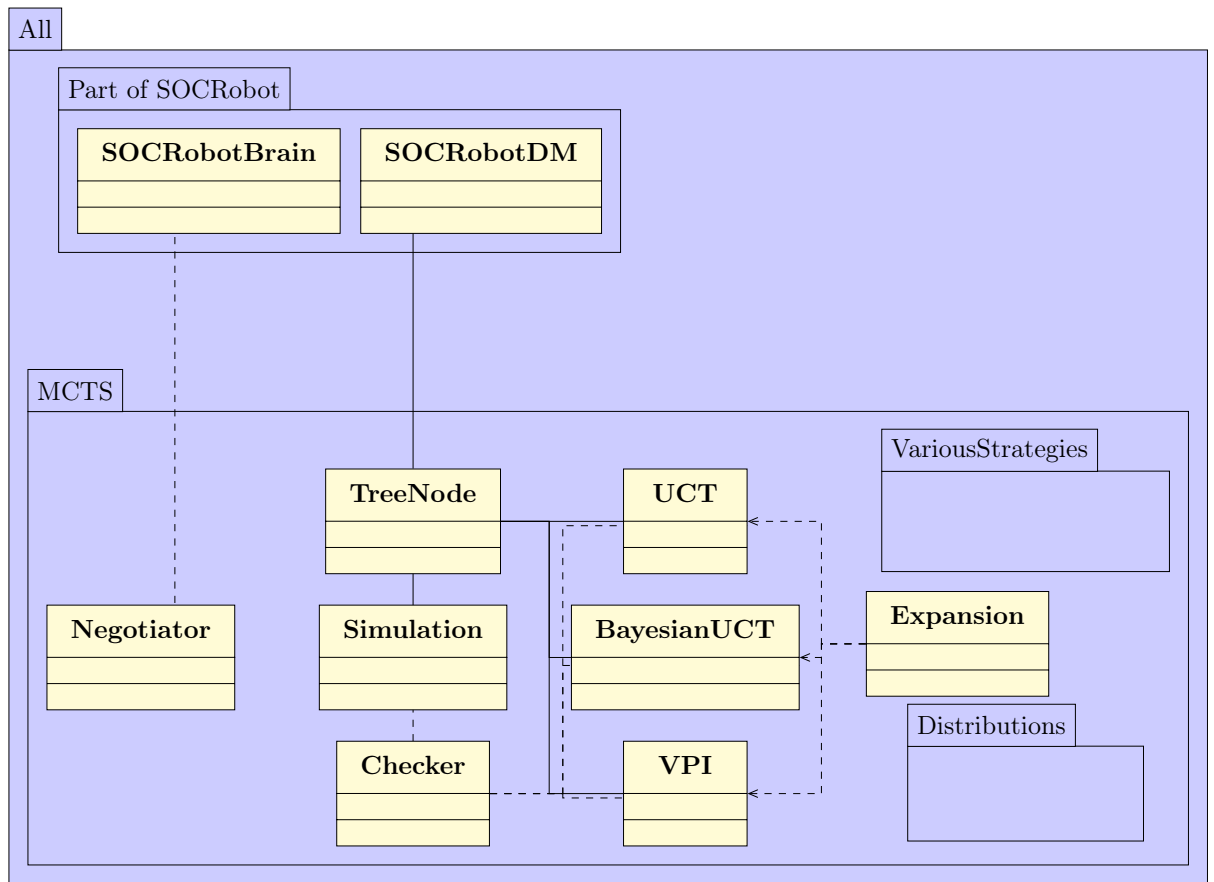 All
Part of SOCRobot
SOCRobotBrain
SOCRobotDM
MCTS
VariousStrategies
TreeNode
UCT
Negotiator
Simulation
BayesianUCT
Expansion
Distributions
Checker
VPI